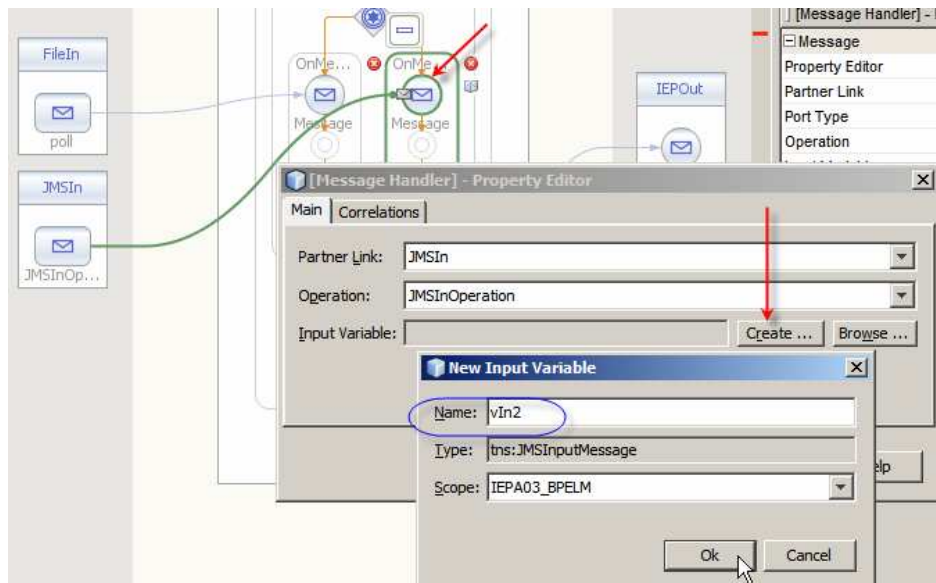 FileIn
poll
JMSIn
JMSInOp...
OnMe...
OnMe...
Message
Message
IEPOut
[Message Handler] -
Message
Property Editor
Partner Link
Port Type
Operation
[Message Handler] - Property Editor
Main
Correlations
Partner Link:
JMSIn
Operation:
JMSInOperation
Input Variable:
Create ...
Browse ...
New Input Variable
Name:
vIn2
Type:
tns:JMSInputMessage
Scope:
IEPA03_BPELM
Ok
Cancel